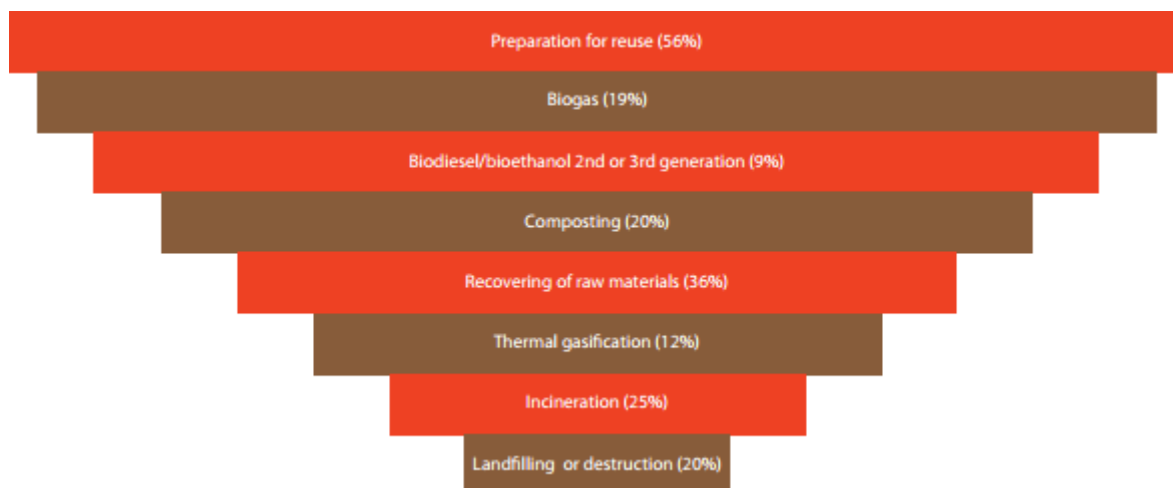 Preparation for reuse (56%)
Biogas (19%)
Biodiesel/bioethanol 2nd or 3rd generation (9%)
Composting (20%)
Recovering of raw materials (36%)
Thermal gasification (12%)
Incineration (25%)
Landfilling or destruction (20%)